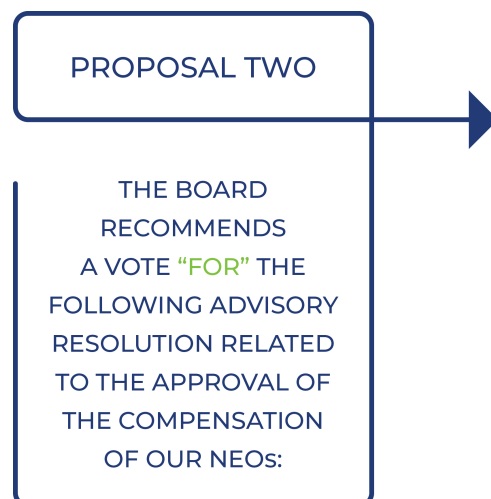 PROPOSAL TWO
THE BOARD
RECOMMENDS
A VOTE “FOR” THE
FOLLOWING ADVISORY
RESOLUTION RELATED
TO THE APPROVAL OF
THE COMPENSATION
OF OUR NEOs: